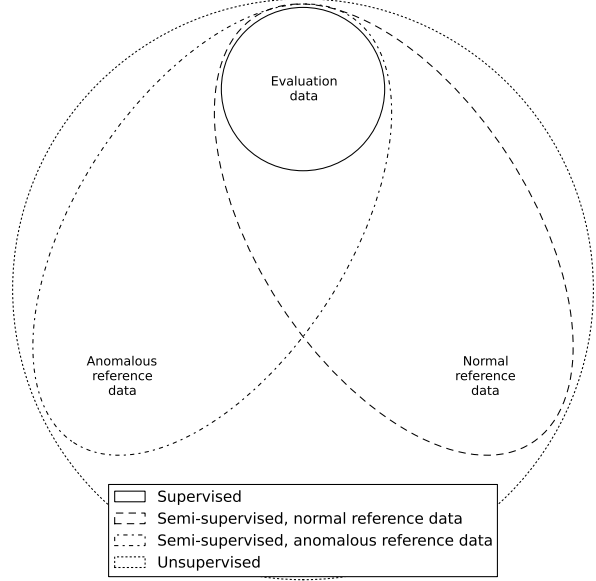 Evaluation
data
Anomalous
reference
data
Normal
reference
data
Supervised
Semi-supervised, normal reference data
Semi-supervised, anomalous reference data
Unsupervised